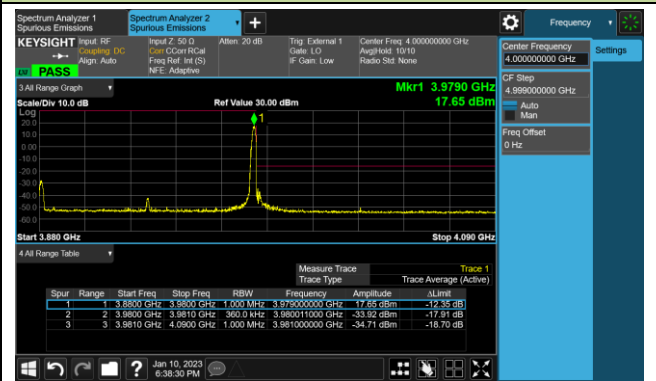 Spectrum Analyzer 1
Spurious Emissions
Spectrum Analyzer 2
Spurious Emissions
Frequency
KEYSIGHT
Input: RF
Coupling: DC
Align: Auto
Input Z: 50 Ω
Corr CCorr RCal
Freq Ref: Int (S)
NFE: Adaptive
Atten: 20 dB
Trig: External 1
Gate: LO
IF Gain: Low
Center Freq: 4.000000000 GHz
Avg|Hold: 10/10
Radio Std: None
PASS
Center Frequency
4.000000000 GHz
Settings
CF Step
4.999000000 GHz
Auto
Man
Freq Offset
0 Hz
3 All Range Graph
Mkr1 3.9790 GHz
Scale/Div 10.0 dB
Ref Value 30.00 dBm
17.65 dBm
Log
20.0
10.0
0.00
-10.0
-20.0
-30.0
-40.0
-50.0
-60.0
1
Start 3.880 GHz
Stop 4.090 GHz
4 All Range Table
Measure Trace Trace 1
Trace Type Trace Average (Active)
Spur Range Start Freq Stop Freq RBW Frequency Amplitude ΔLimit
1 1 3.8800 GHz 3.9800 GHz 1.000 MHz 3.979000000 GHz 17.65 dBm -12.35 dB
2 2 3.9800 GHz 3.9810 GHz 360.0 kHz 3.980011000 GHz -33.92 dBm -17.91 dB
3 3 3.9810 GHz 4.0900 GHz 1.000 MHz 3.981000000 GHz -34.71 dBm -18.70 dB
Jan 10, 2023
6:38:30 PM